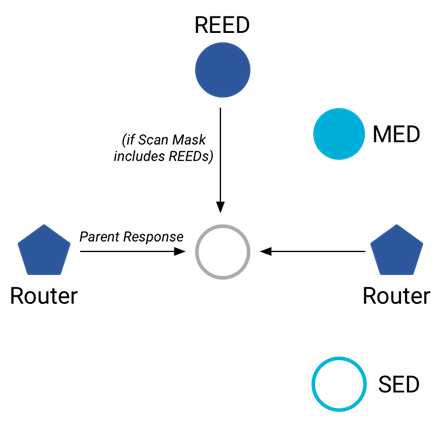 REED
(if Scan Mask
includes REEDs)
MED
Parent Response
Router
Router
SED